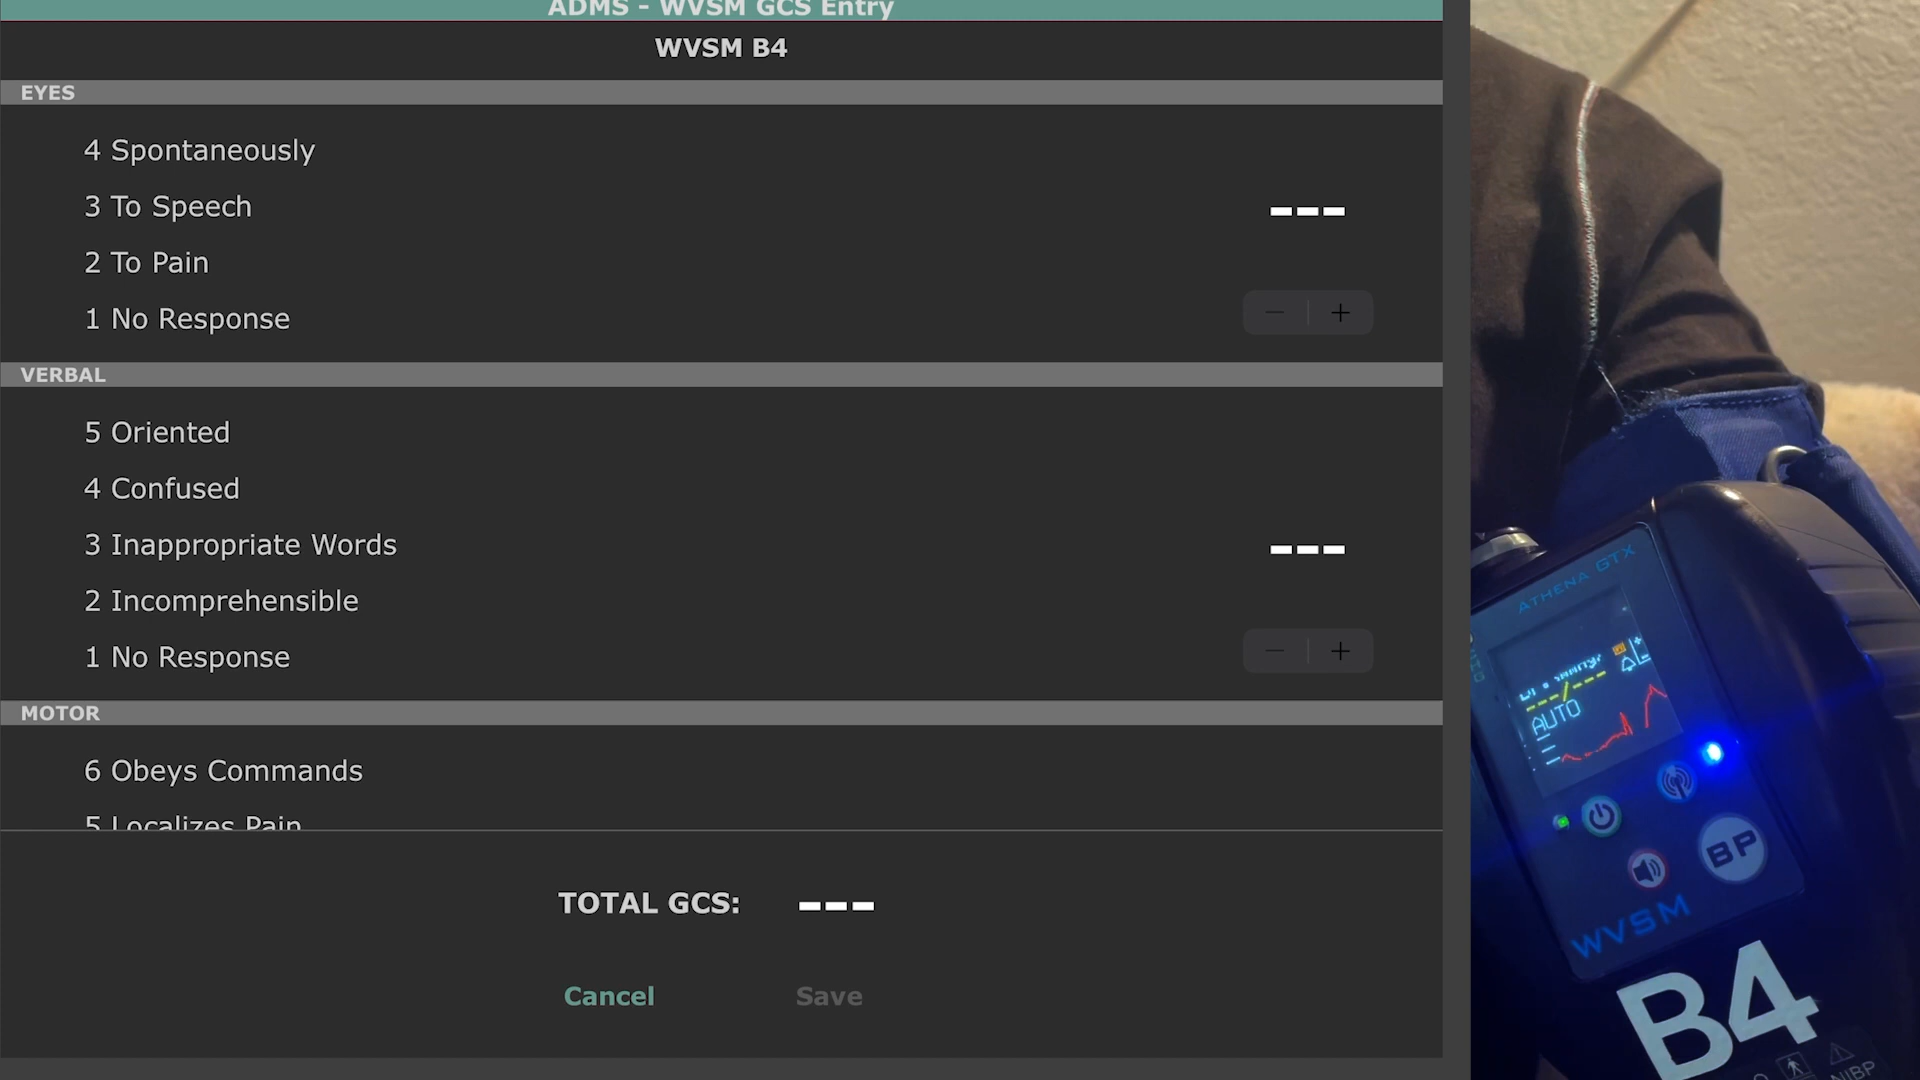 ADMS - WVSM GCS Entry
WVSM B4
EYES
4 Spontaneously
3 To Speech
2 To Pain
1 No Response
---
− +
VERBAL
5 Oriented
4 Confused
3 Inappropriate Words
2 Incomprehensible
1 No Response
---
− +
MOTOR
6 Obeys Commands
5 Localizes Pain
TOTAL GCS: ---
Cancel Save
ATHENA GTX
---/---
AUTO
BP
WVSM
B4
NIBP